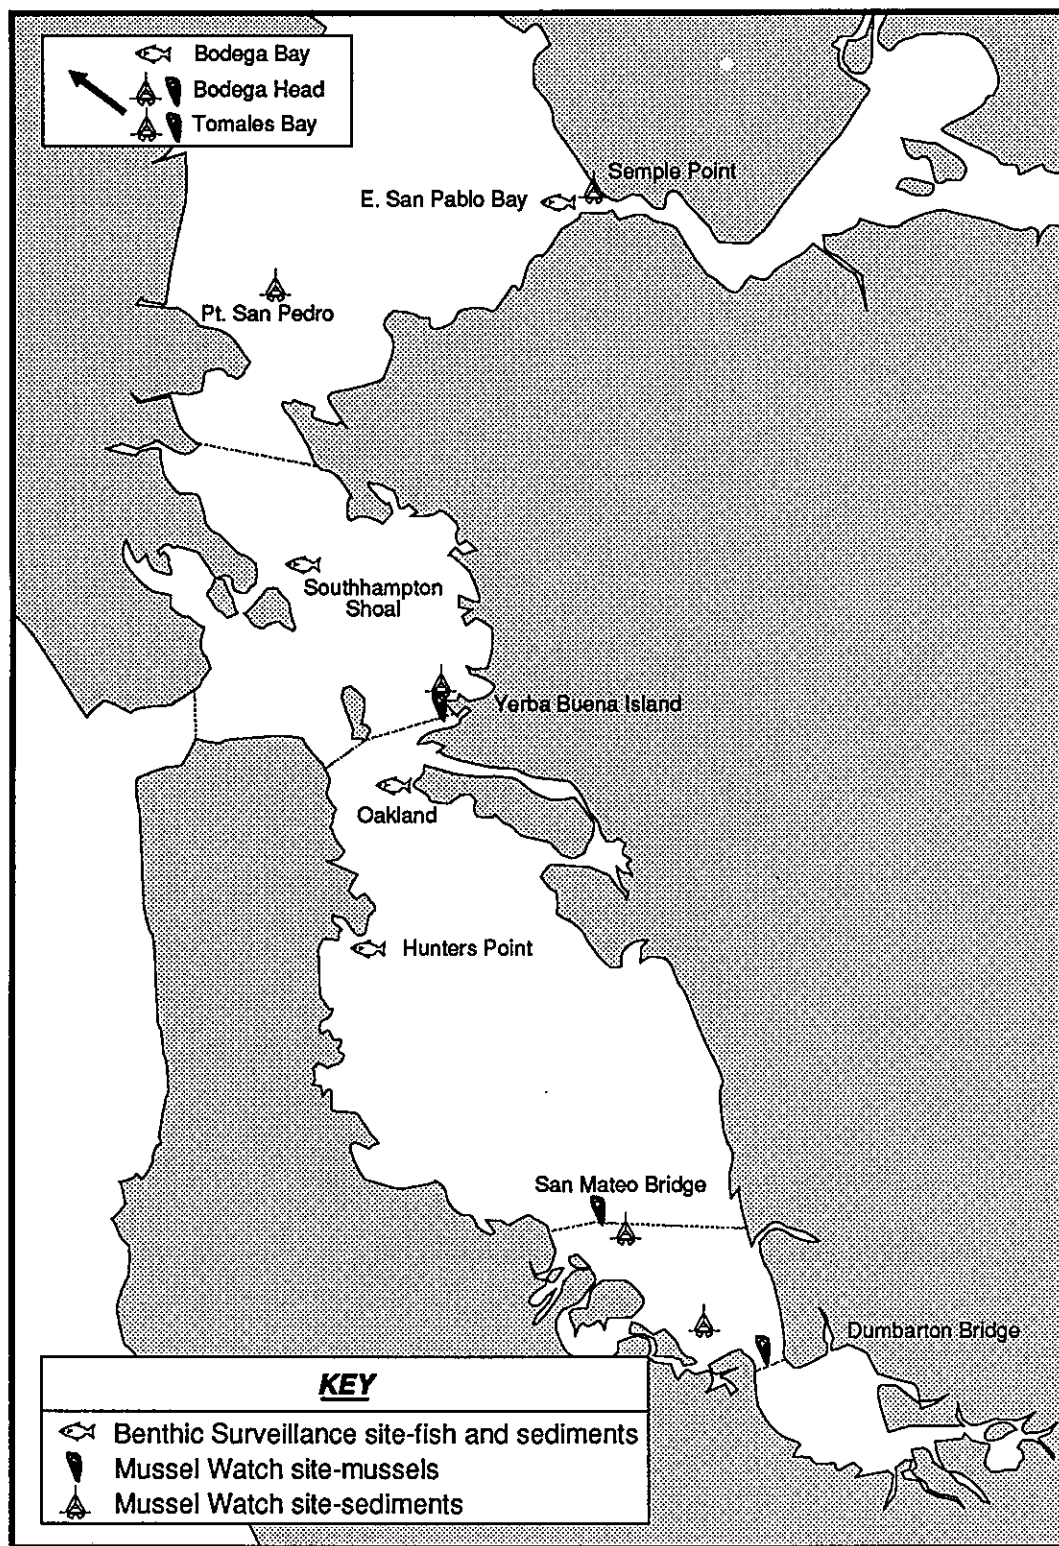 Bodega Bay
Bodega Head
Tomales Bay
Semple Point
E. San Pablo Bay
Pt. San Pedro
Southhampton
Shoal
Yerba Buena Island
Oakland
Hunters Point
San Mateo Bridge
Dumbarton Bridge
KEY
Benthic Surveillance site-fish and sediments
Mussel Watch site-mussels
Mussel Watch site-sediments